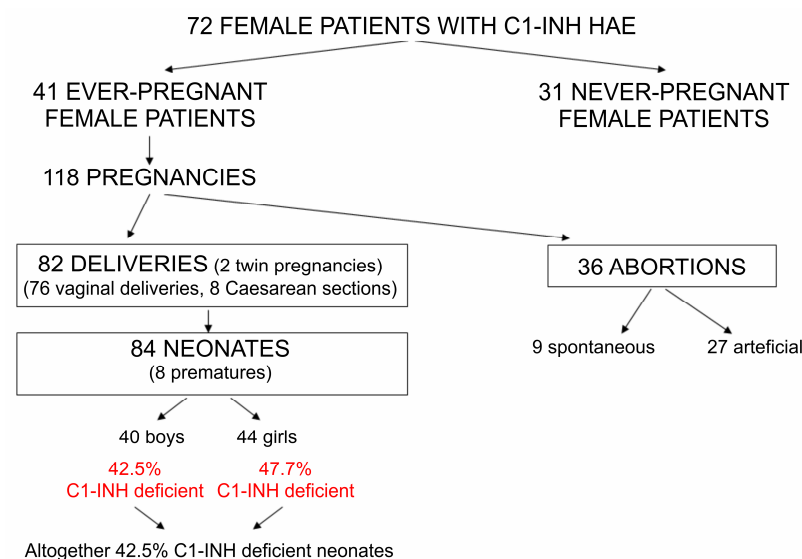 72 FEMALE PATIENTS WITH C1-INH HAE
41 EVER-PREGNANT
FEMALE PATIENTS
31 NEVER-PREGNANT
FEMALE PATIENTS
118 PREGNANCIES
82 DELIVERIES (2 twin pregnancies)
(76 vaginal deliveries, 8 Caesarean sections)
36 ABORTIONS
9 spontaneous
27 arteficial
84 NEONATES
(8 prematures)
40 boys
44 girls
42.5%
C1-INH deficient
47.7%
C1-INH deficient
Altogether 42.5% C1-INH deficient neonates